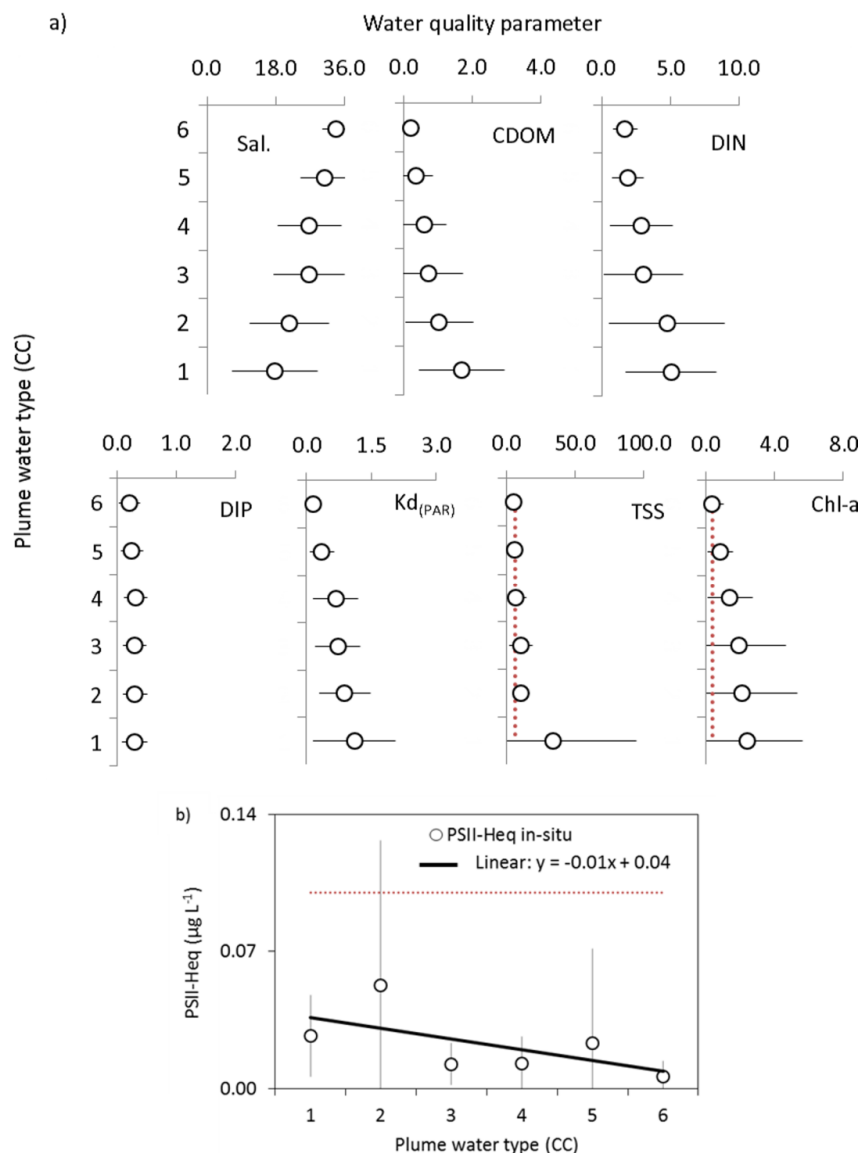 a)
Water quality parameter
0.0 18.0 36.0 0.0 2.0 4.0 0.0 5.0 10.0
Sal. CDOM DIN
6
5
4
3
2
1
Plume water type (CC)
0.0 1.0 2.0 0.0 1.5 3.0 0.0 50.0 100.0 0.0 4.0 8.0
DIP Kd(PAR) TSS Chl-a
6
5
4
3
2
1
b)
0.14
PSII-Heq in-situ
Linear: y = -0.01x + 0.04
PSII-Heq (µg L-1)
0.07
0.00
1 2 3 4 5 6
Plume water type (CC)